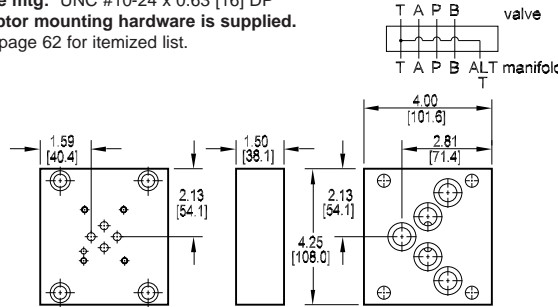 e mtg: UNC #10-24 x 0.63 [16] DP
ptor mounting hardware is supplied.
page 62 for itemized list.
T A P B valve
T A P B ALT manifold
T
4.00
[101.6]
1.59
[40.4]
1.50
[38.1]
2.81
[71.4]
2.13
[54.1]
2.13
[54.1]
4.25
[108.0]